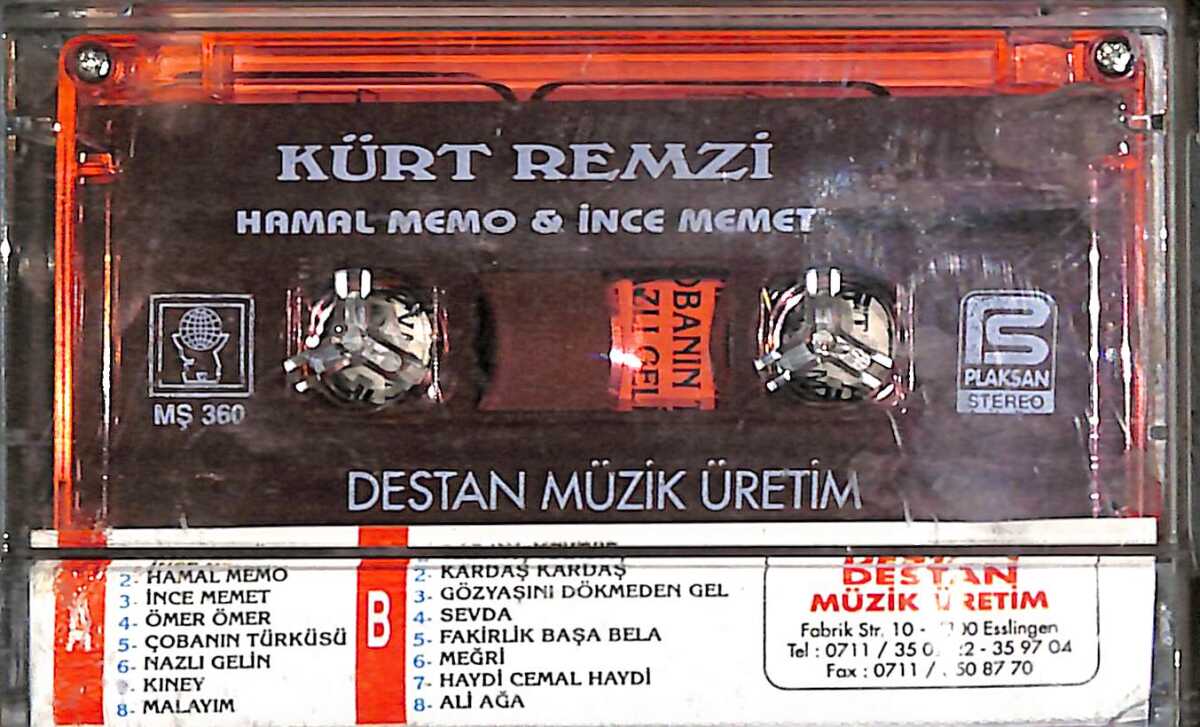 KÜRT REMZİ
HAMAL MEMO & İNCE MEMET
OBANIN
ZLI GEL
MŞ 360
PLAKSAN
STEREO
DESTAN MÜZİK ÜRETİM
A
2- HAMAL MEMO
3- İNCE MEMET
4- ÖMER ÖMER
5- ÇOBANIN TÜRKÜSÜ
6- NAZLI GELİN
KINEY
8- MALAYIM
B
2- KARDAŞ KARDAŞ
3- GÖZYAŞINI DÖKMEDEN GEL
4- SEVDA
5- FAKİRLİK BAŞA BELA
6- MEĞRİ
7- HAYDİ CEMAL HAYDİ
8- ALİ AĞA
DESTAN
MÜZİK ÜRETİM
Fabrik Str. 10 - Esslingen
Tel : 0711 / 35 - 35 97 04
Fax : 0711 / 50 87 70